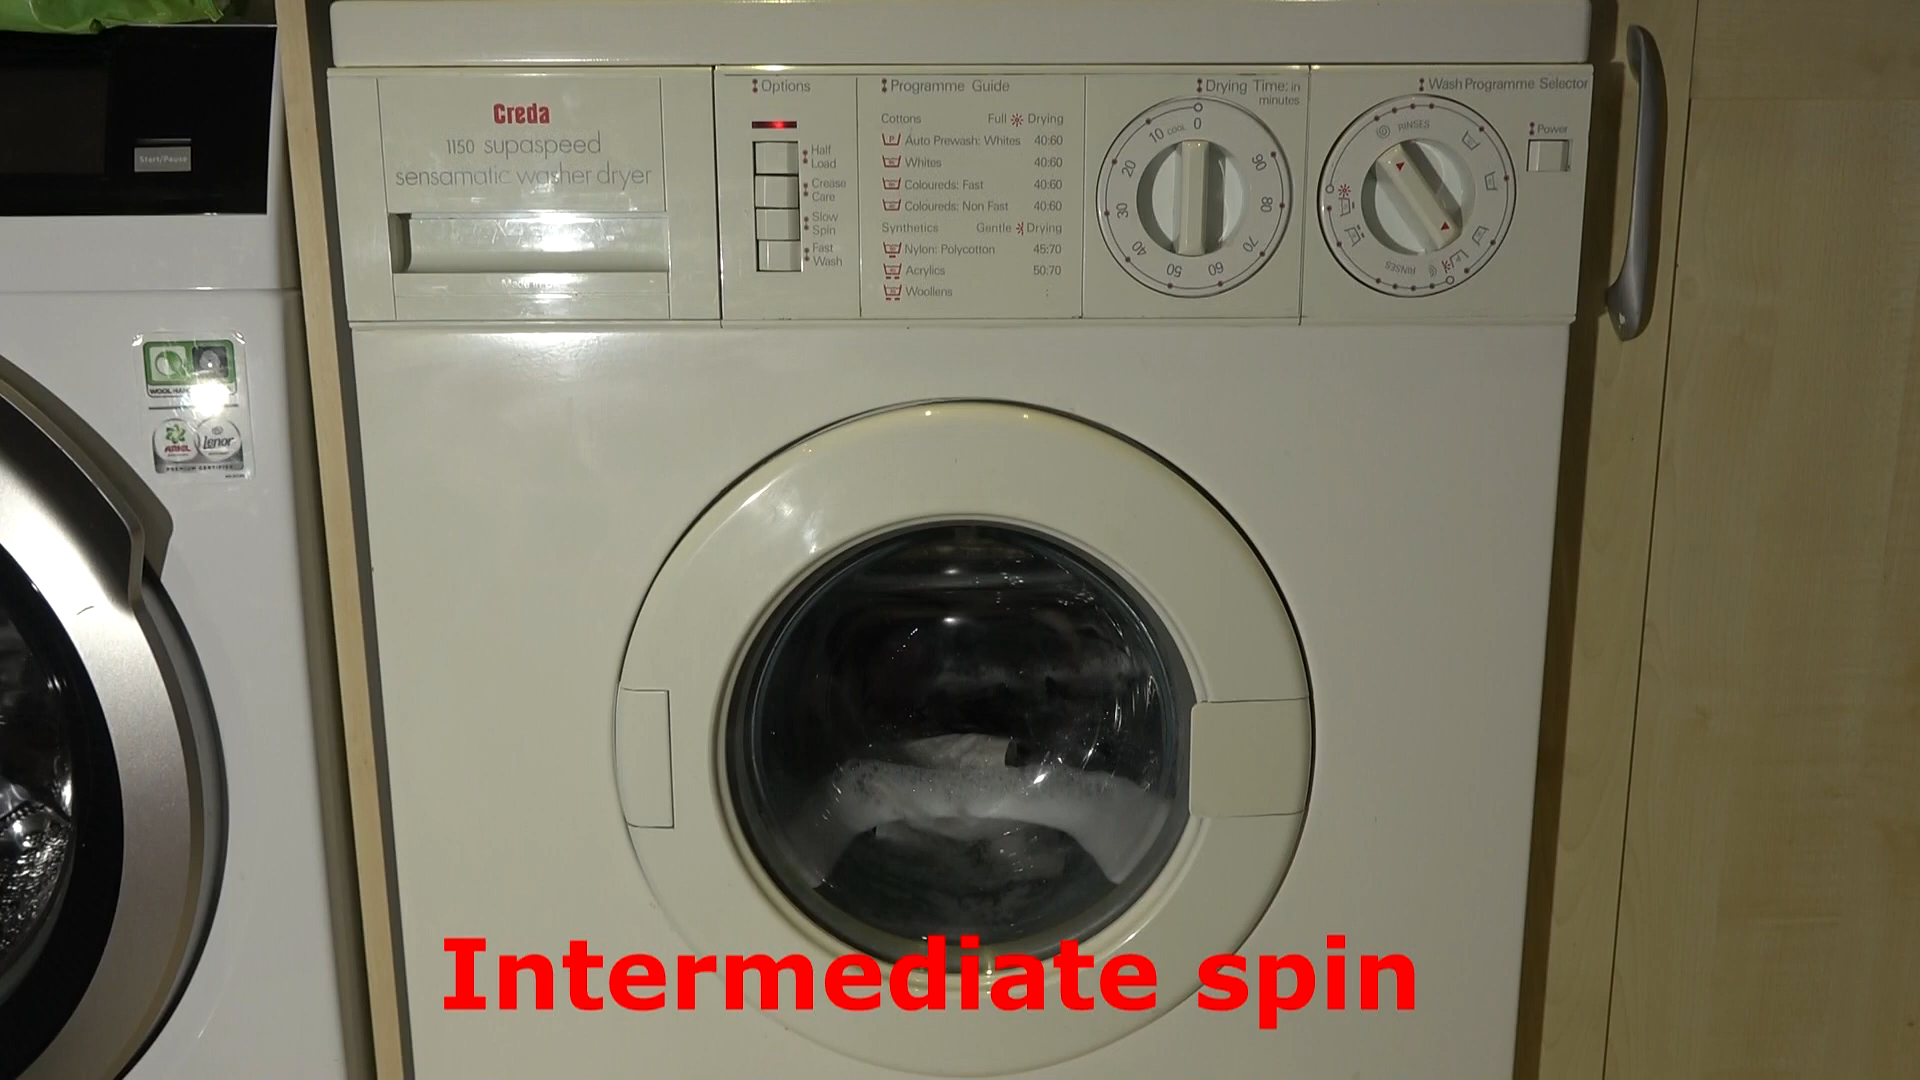 Start/Pause
Lenor
ARIEL
PREMIUM CERTIFIED
Creda
1150 supaspeed
sensamatic washer dryer
Options
Half
Load
Crease
Care
Slow
Spin
Fast
Wash
Programme Guide
Cottons Full Drying
Auto Prewash: Whites 40:60
Whites 40:60
Coloureds: Fast 40:60
Coloureds: Non Fast 40:60
Synthetics Gentle Drying
Nylon: Polycotton 45:70
Acrylics 50:70
Woollens :
Drying Time: in
minutes
0
10 COOL
20
30
40
50
60
70
80
90
Wash Programme Selector
RINSES
RINSES
Power
Intermediate spin